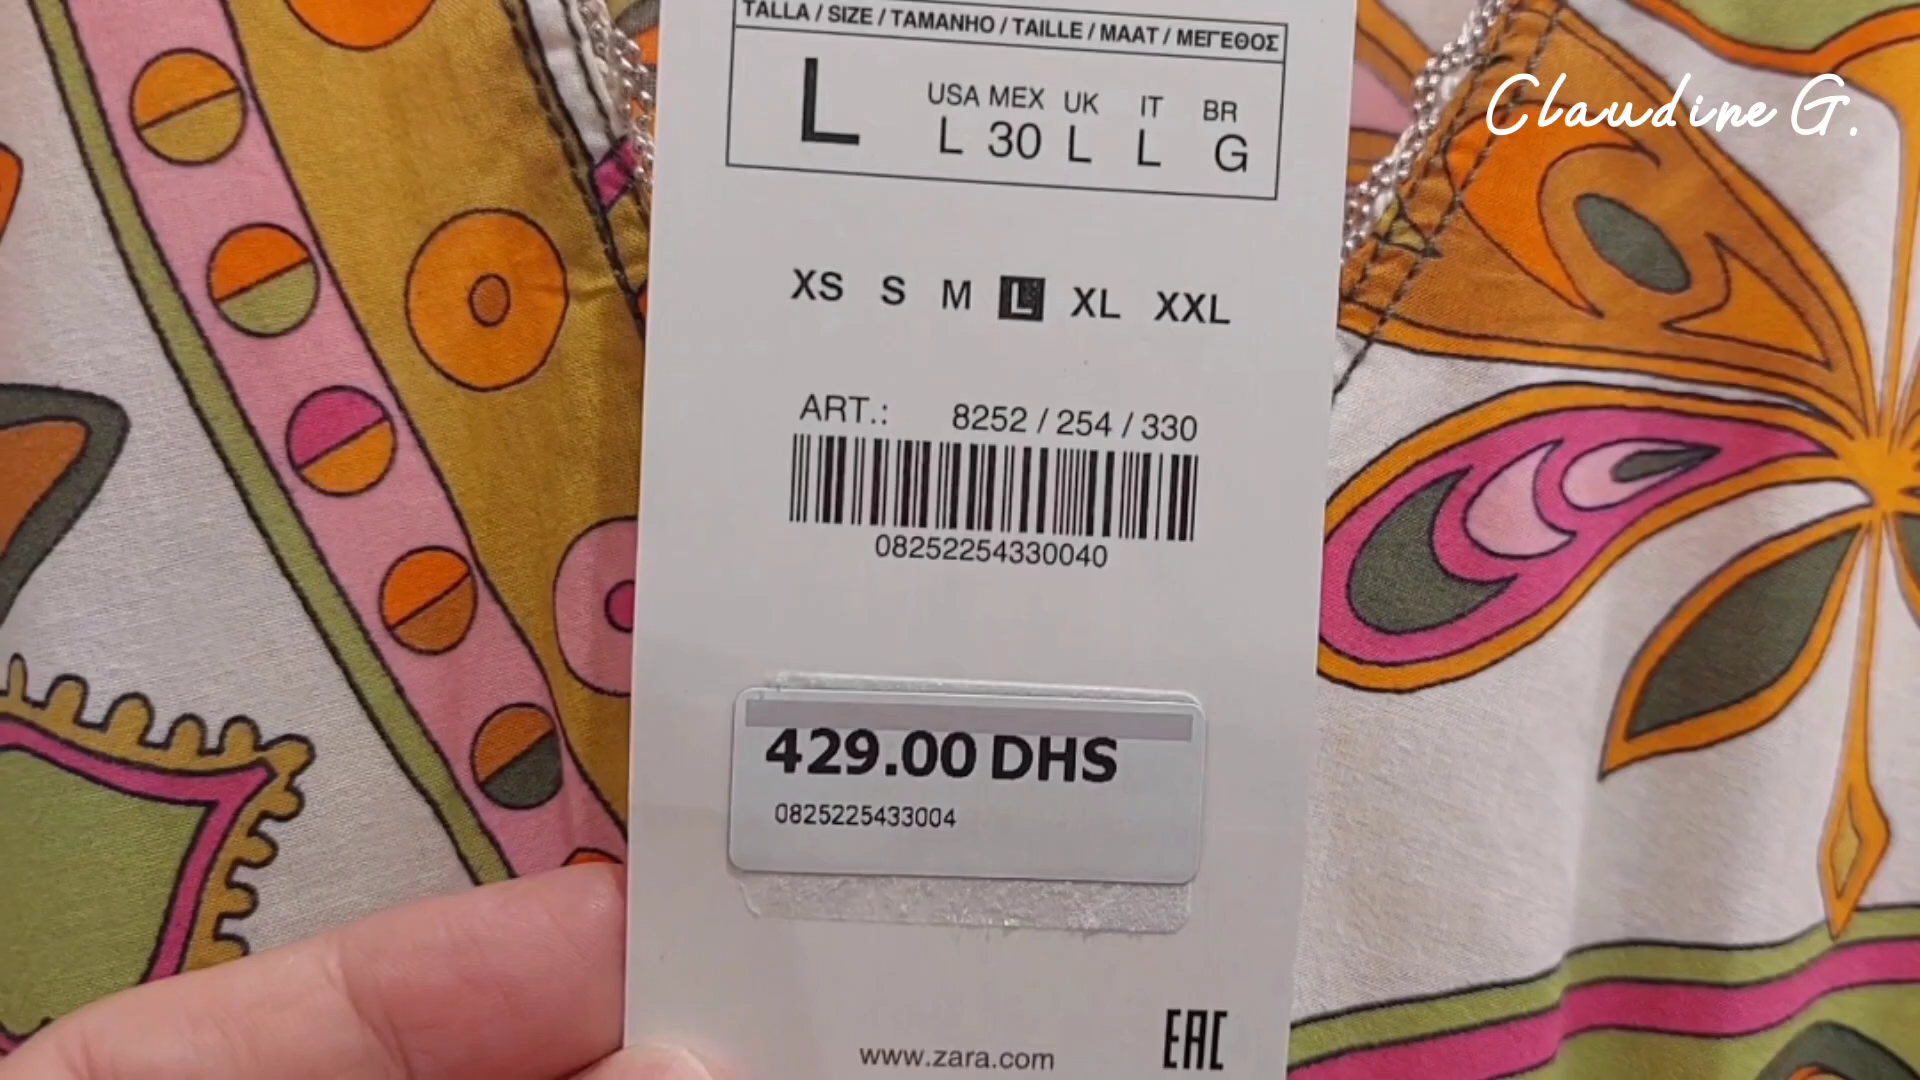 TALLA / SIZE / TAMANHO / TAILLE / MAAT / ΜΕΓΕΘΟΣ
Claudine G.
L
USA MEX UK IT BR
L 30 L L G
XS S M L XL XXL
ART.: 8252 / 254 / 330
08252254330040
429.00 DHS
0825225433004
EAC
www.zara.com